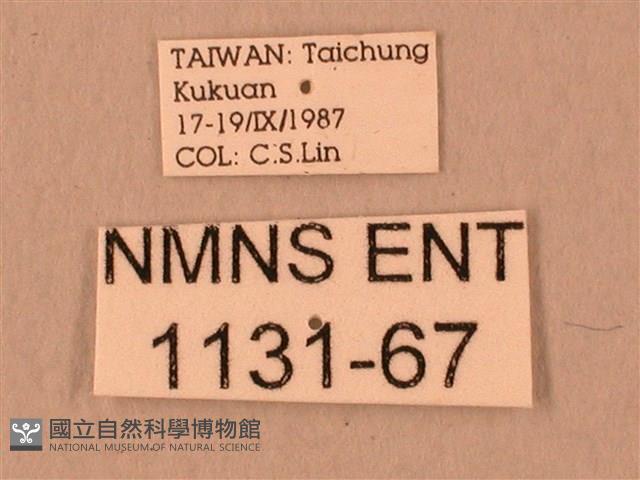 TAIWAN: Taichung
Kukuan
17-19/IX/1987
COL: C.S.Lin
NMNS ENT
1131-67
國立自然科學博物館
NATIONAL MUSEUM OF NATURAL SCIENCE